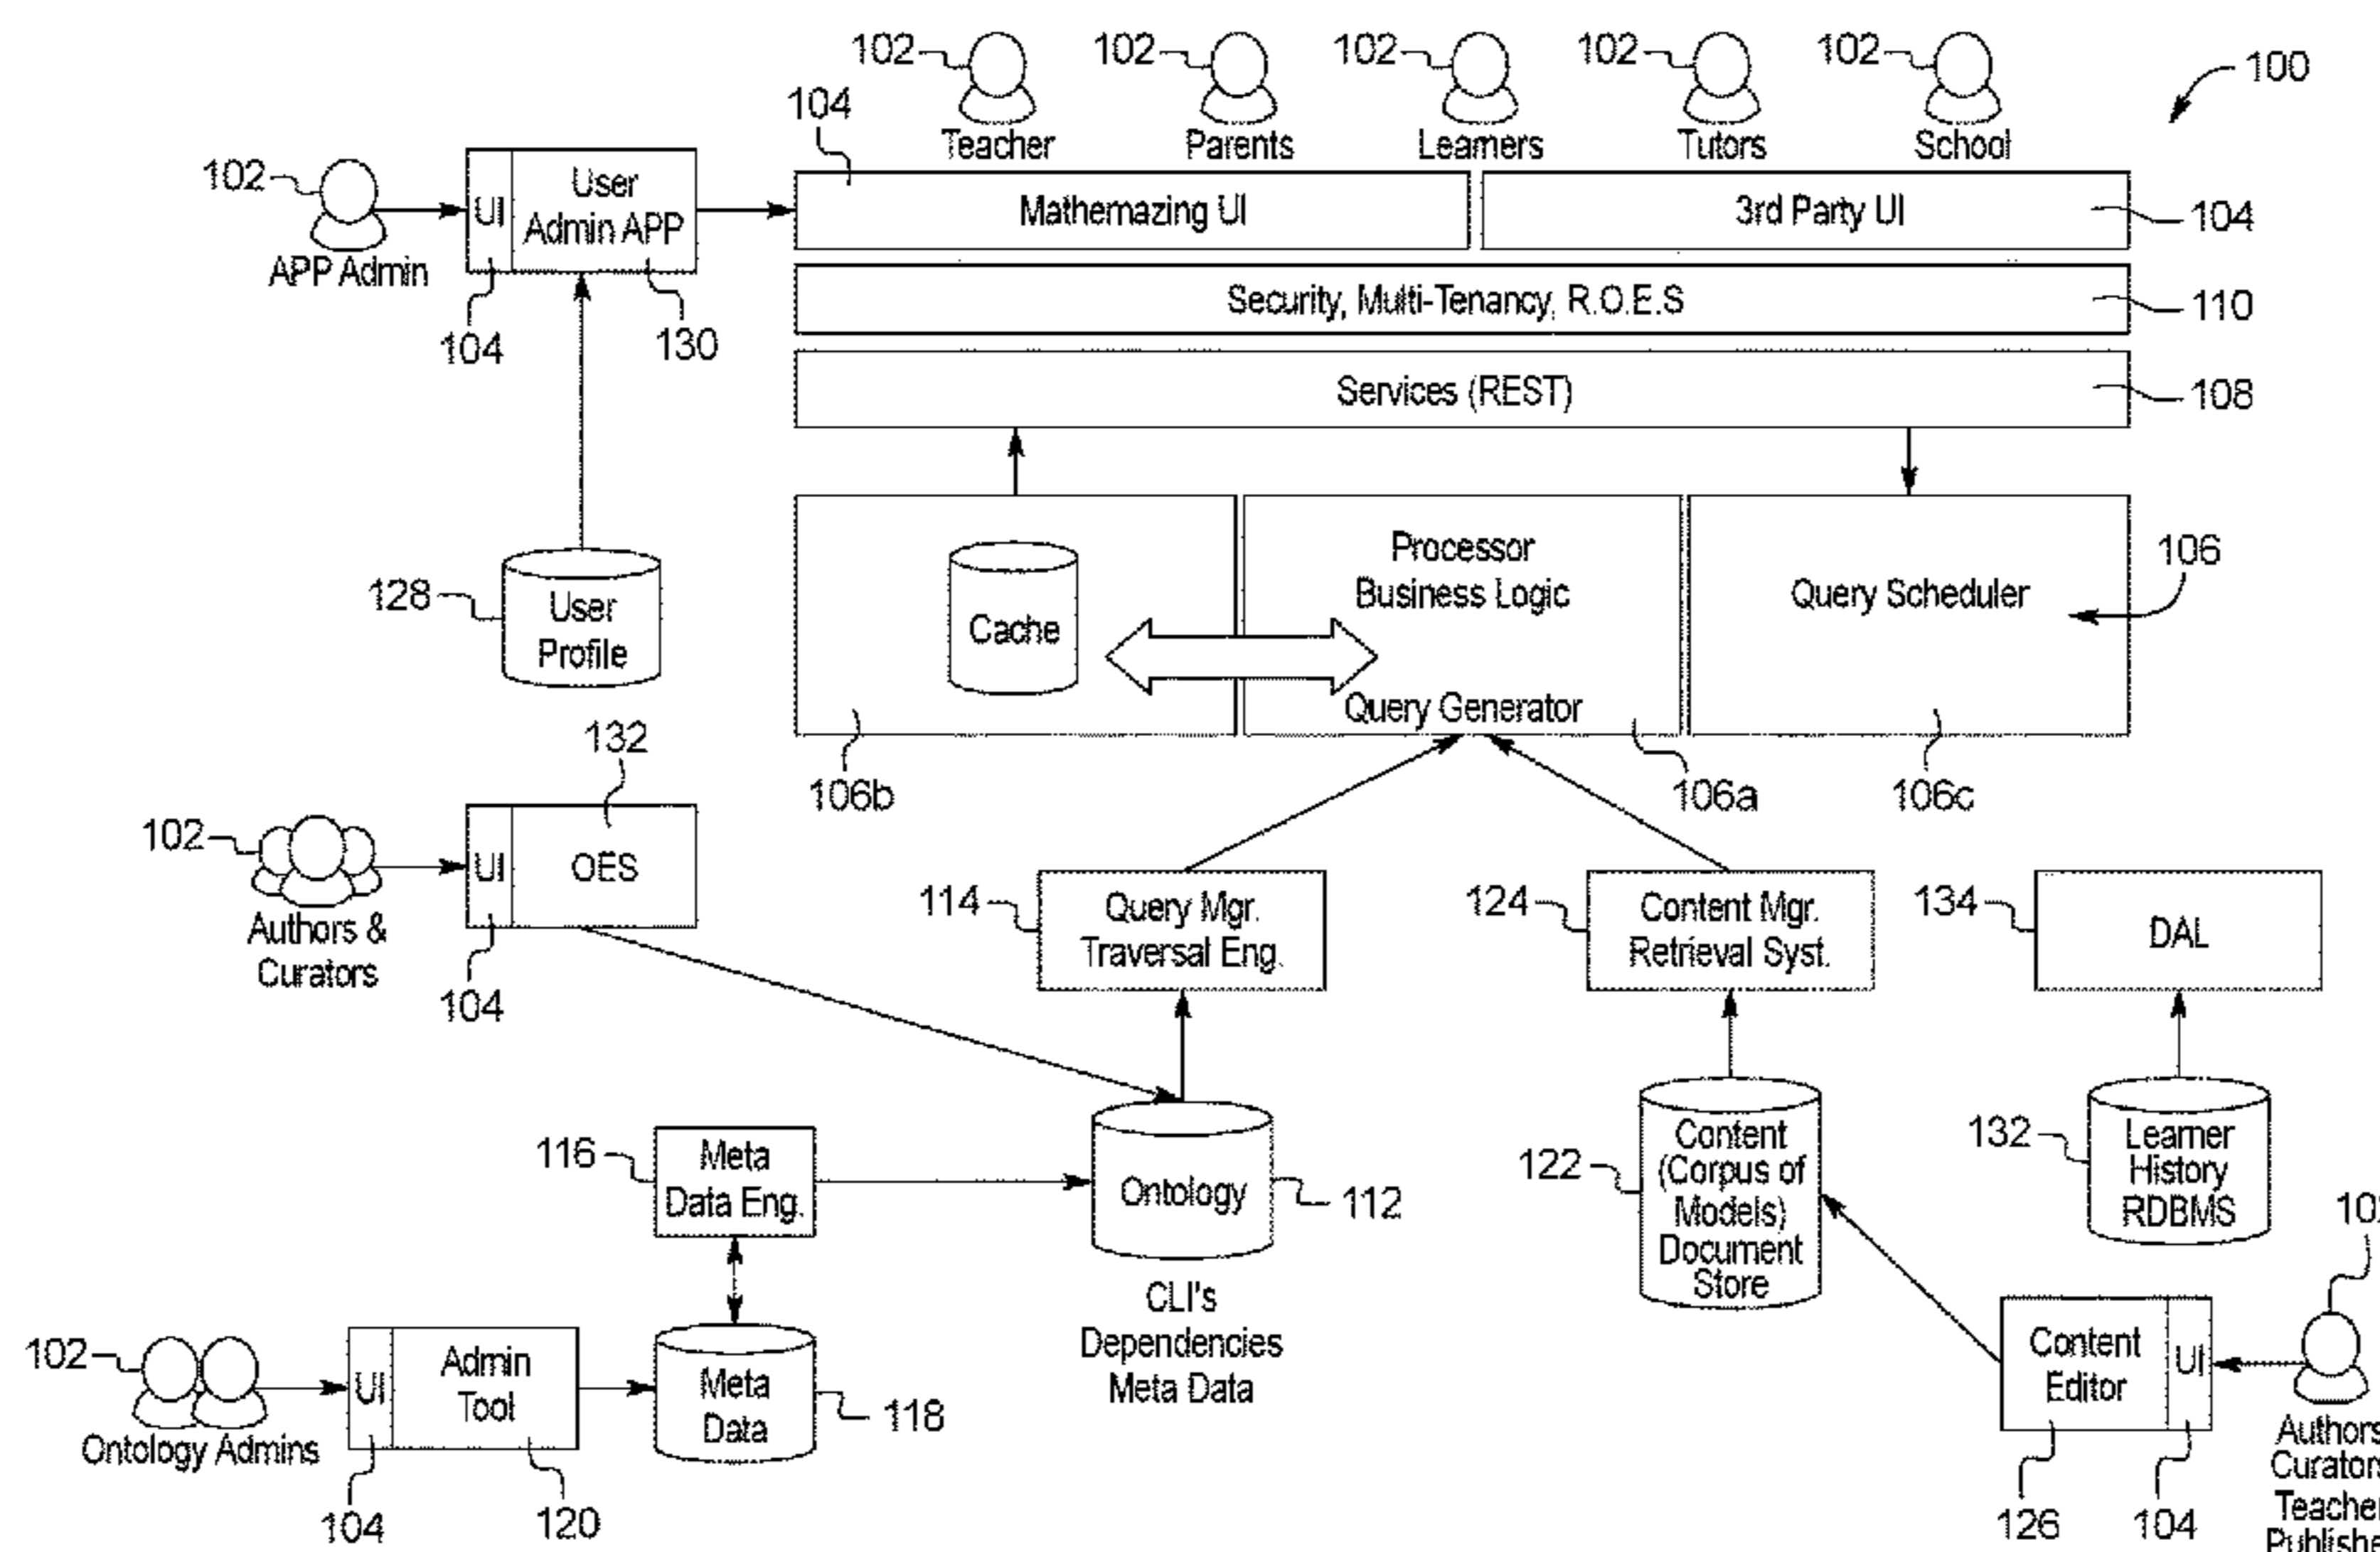 102
102
102
102
102
100
Teacher
Parents
Learners
Tutors
School
104
102
UI
User
Admin APP
Mathemazing UI
3rd Party UI
104
APP Admin
104
130
Security, Multi-Tenancy, R.O.E.S
110
Services (REST)
108
128
User
Profile
Cache
Processor
Business Logic
Query Generator
Query Scheduler
106
106b
106a
106c
132
102
UI
OES
Authors &
Curators
104
114
Query Mgr.
Traversal Eng.
124
Content Mgr.
Retrieval Syst.
134
DAL
116
Meta
Data Eng.
Ontology
112
CLI's
Dependencies
Meta Data
122
Content
(Corpus of
Models)
Document
Store
132
Learner
History
RDBMS
102
UI
Admin
Tool
Meta
Data
118
Ontology Admins
104
120
Content
Editor
UI
126
104
Authors